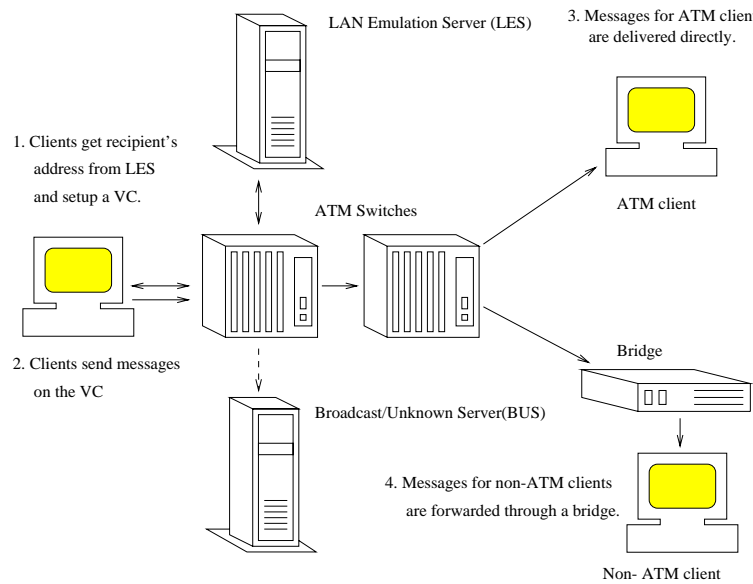 LAN Emulation Server (LES)
3. Messages for ATM clien
are delivered directly.
1. Clients get recipient's
address from LES
and setup a VC.
ATM Switches
ATM client
2. Clients send messages
on the VC
Bridge
Broadcast/Unknown Server(BUS)
4. Messages for non-ATM clients
are forwarded through a bridge.
Non- ATM client